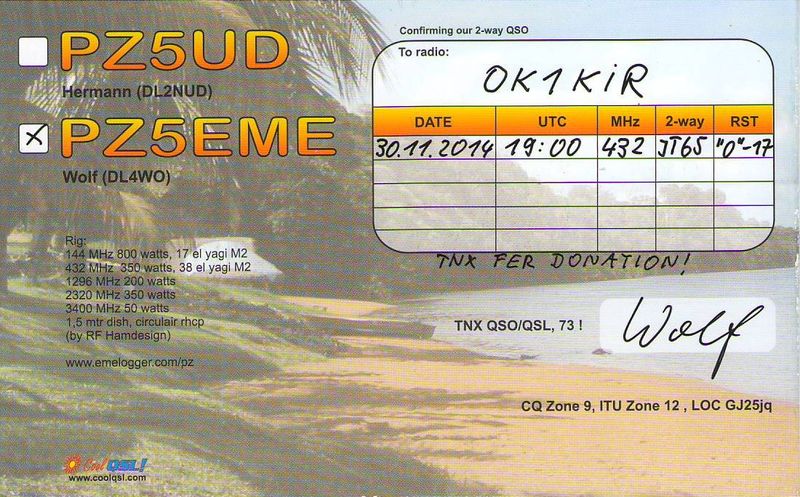 PZ5UD
Hermann (DL2NUD)
PZ5EME
Wolf (DL4WO)
Confirming our 2-way QSO
To radio:
OK1KIR
DATE UTC MHz 2-way RST
30.11.2014 19:00 432 JT65 "O"-17
TNX FER DONATION!
Rig:
144 MHz 800 watts, 17 el yagi M2
432 MHz 350 watts, 38 el yagi M2
1296 MHz 200 watts
2320 MHz 350 watts
3400 MHz 50 watts
1,5 mtr dish, circulair rhcp
(by RF Hamdesign)
www.emelogger.com/pz
TNX QSO/QSL, 73 !
Wolf
CQ Zone 9, ITU Zone 12 , LOC GJ25jq
Cool QSL!
www.coolqsl.com